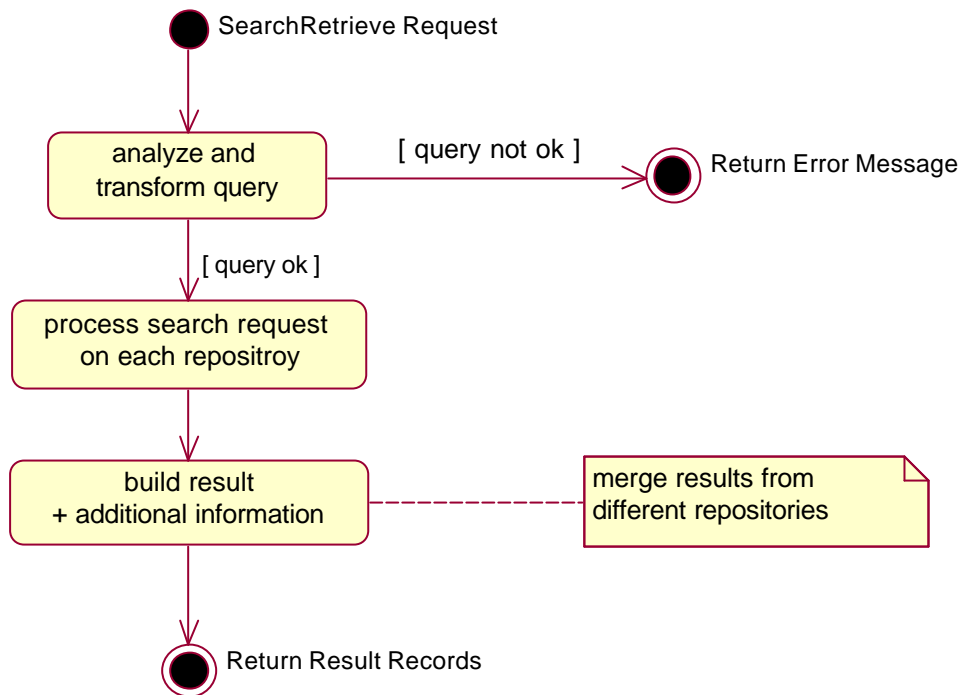 SearchRetrieve Request
analyze and
transform query
[ query not ok ]
Return Error Message
[ query ok ]
process search request
on each repositroy
build result
+ additional information
merge results from
different repositories
Return Result Records